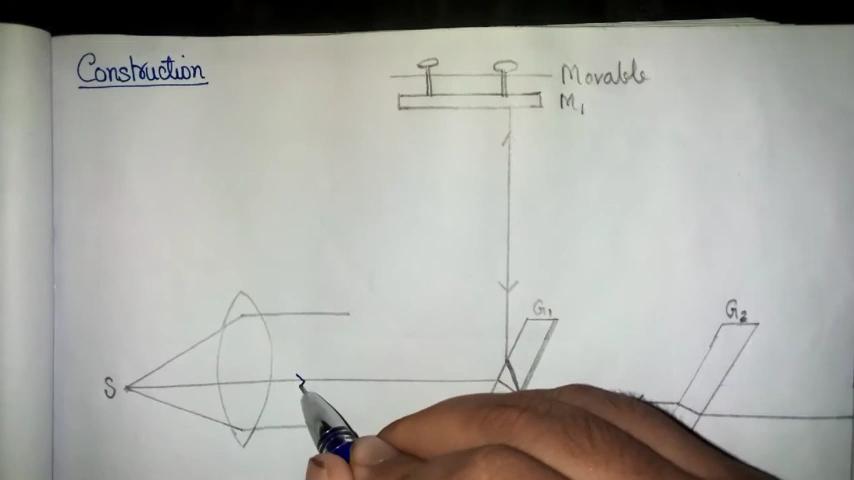 Construction
Movable
M₁
G₁
G₂
S